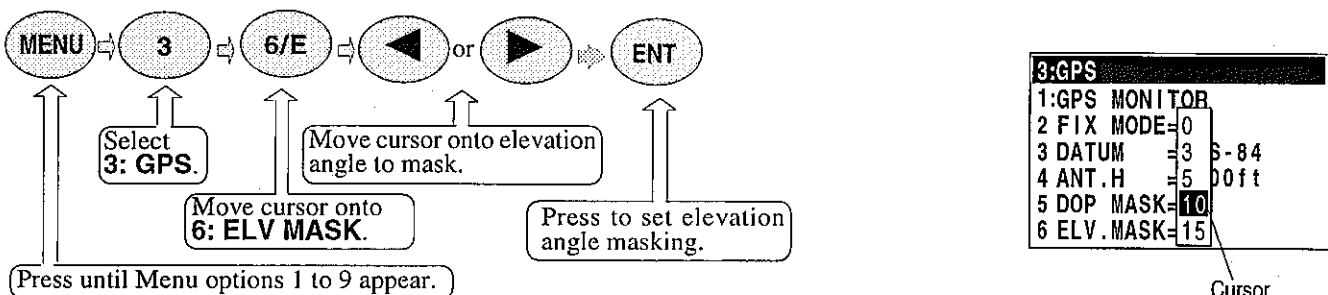 MENU 3 6/E or ENT
Select
3: GPS.
Move cursor onto elevation
angle to mask.
Move cursor onto
6: ELV MASK.
Press to set elevation
angle masking.
Press until Menu options 1 to 9 appear.
3:GPS
1:GPS MONITOR
2 FIX MODE=0
3 DATUM =3 S-84
4 ANT.H =5 00ft
5 DOP MASK=10
6 ELV.MASK=15
Cursor